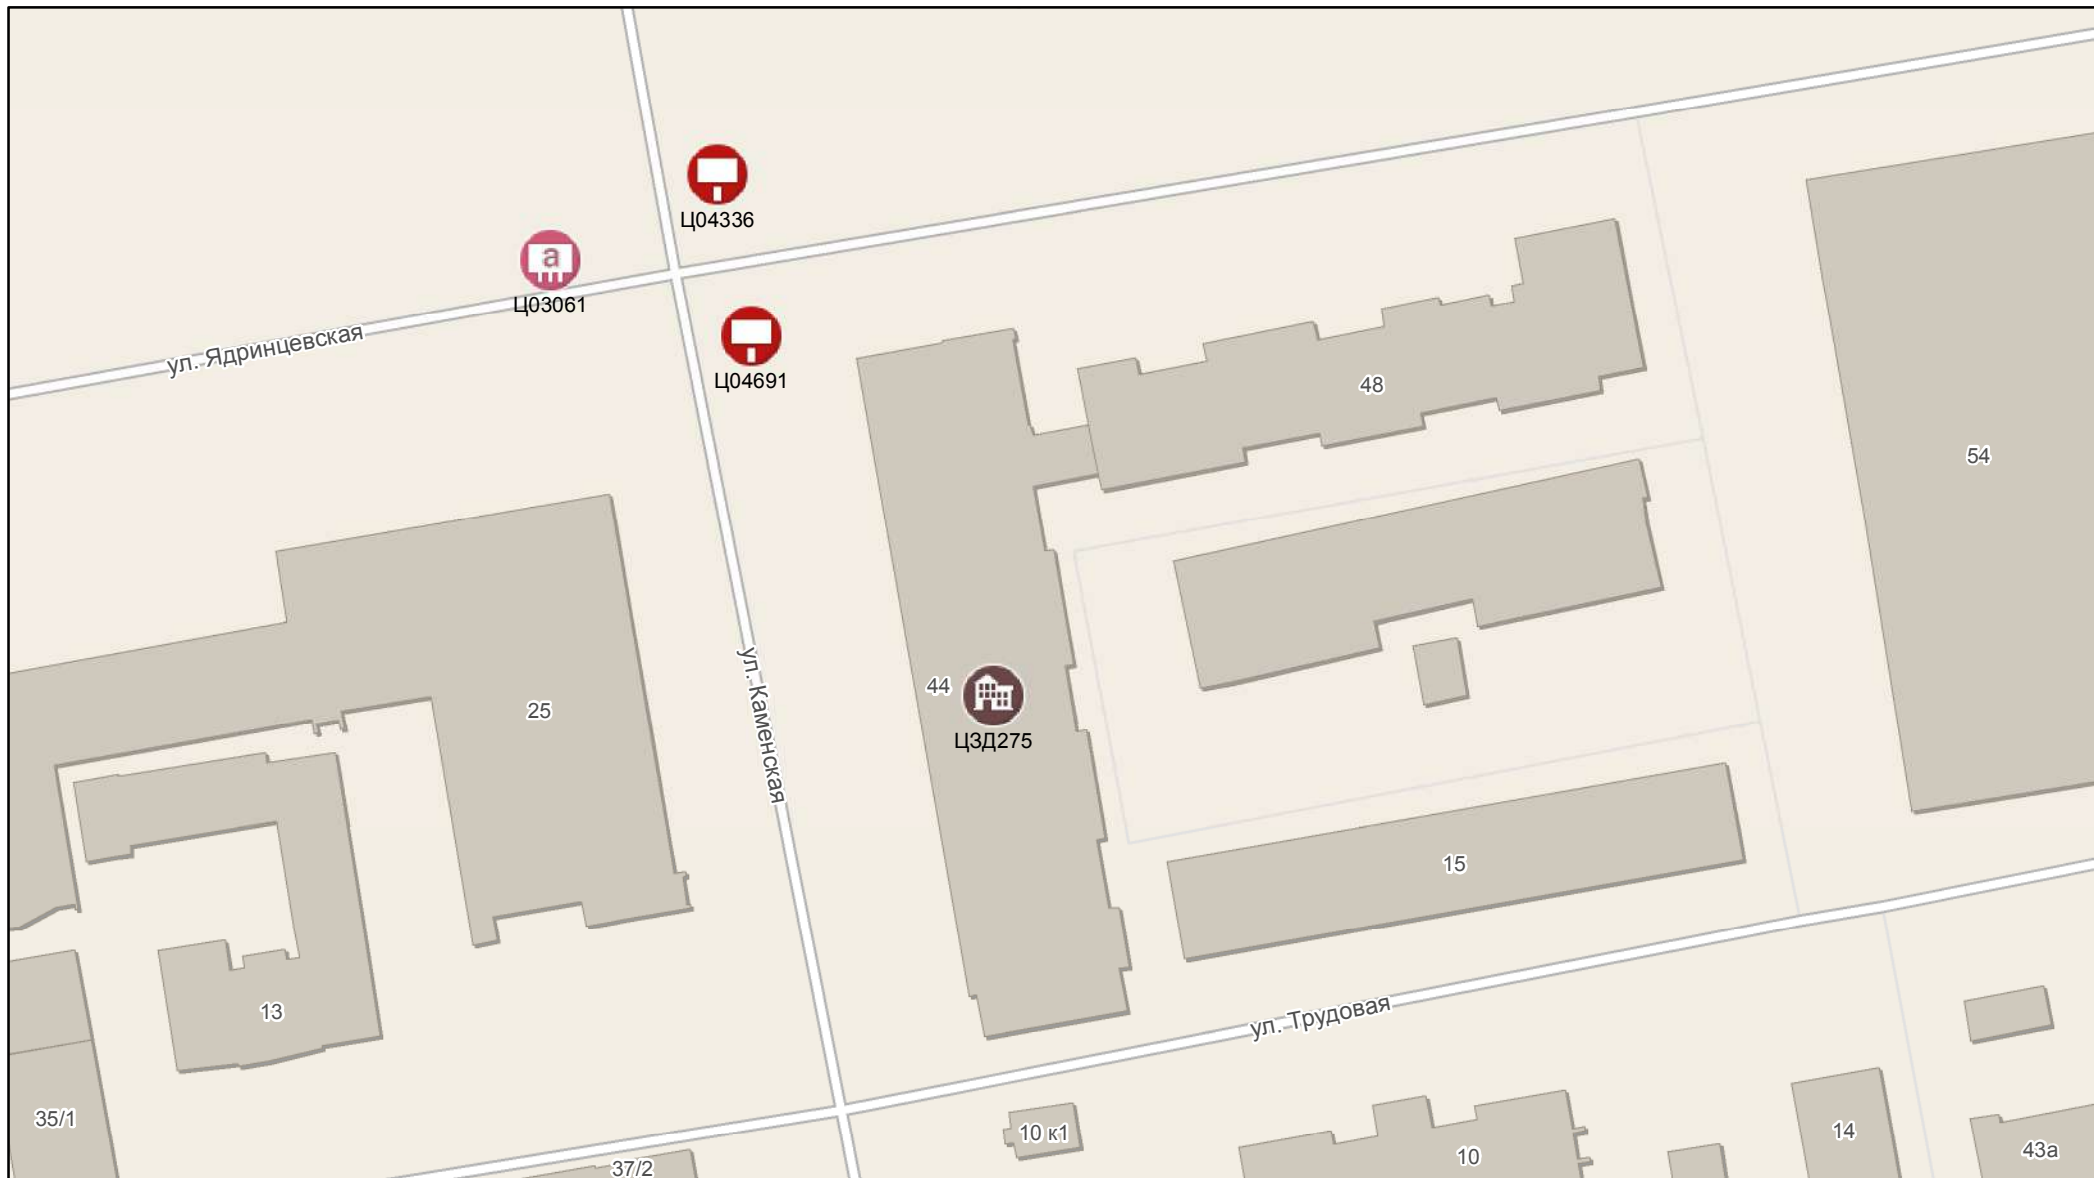 Ц04336
а
Ц03061
ул. Ядринцевская
Ц04691
48
54
44
25
ул. Каменская
ЦЗД275
15
13
ул. Трудовая
35/1
10 к1
37/2
10
14
43а